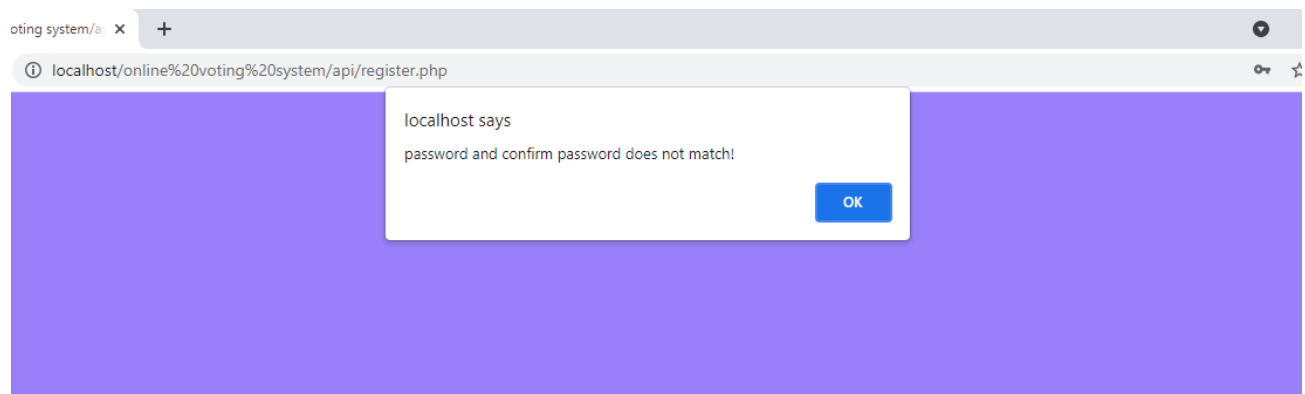 oting system/a
localhost/online%20voting%20system/api/register.php
localhost says
password and confirm password does not match!
OK